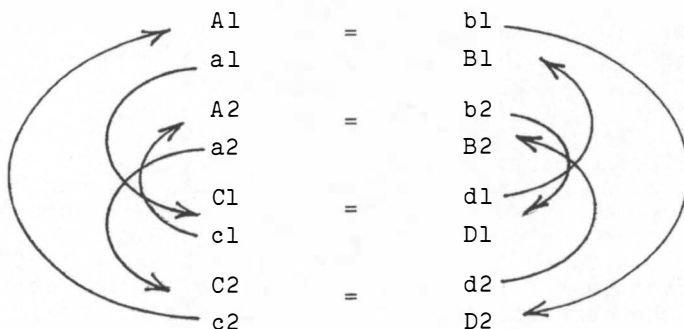 A1 = b1
a1 B1
A2 = b2
a2 B2
C1 = d1
c1 D1
C2 = d2
c2 D2